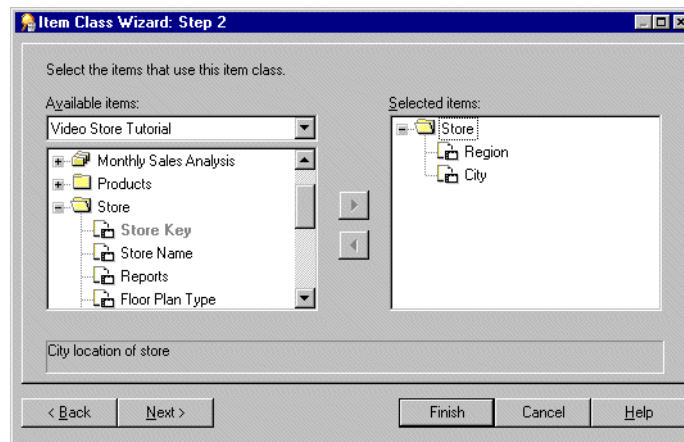 Item Class Wizard: Step 2
Select the items that use this item class.
Available items:
Video Store Tutorial
Monthly Sales Analysis
Products
Store
Store Key
Store Name
Reports
Floor Plan Type
Selected items:
Store
Region
City
City location of store
< Back
Next >
Finish
Cancel
Help